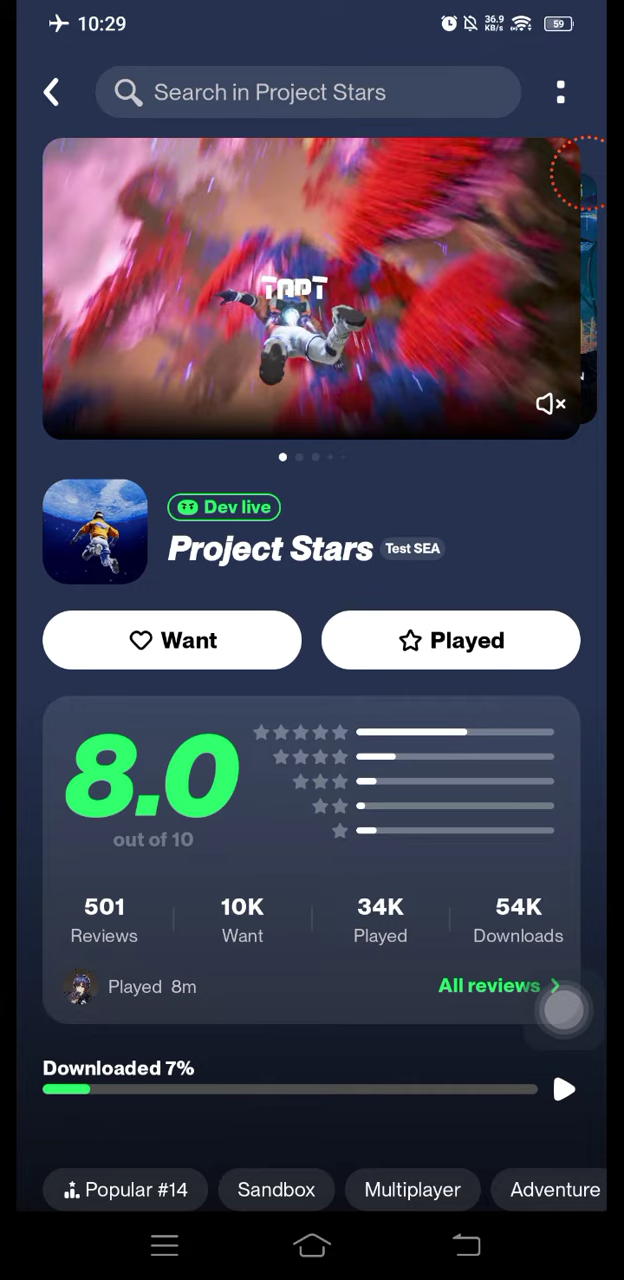 10:29
36.9
KB/s
59
Search in Project Stars
TAPT
Dev live
Project Stars
Test SEA
Want
Played
8.0
out of 10
501
10K
34K
54K
Reviews
Want
Played
Downloads
Played 8m
All reviews
Downloaded 7%
Popular #14
Sandbox
Multiplayer
Adventure